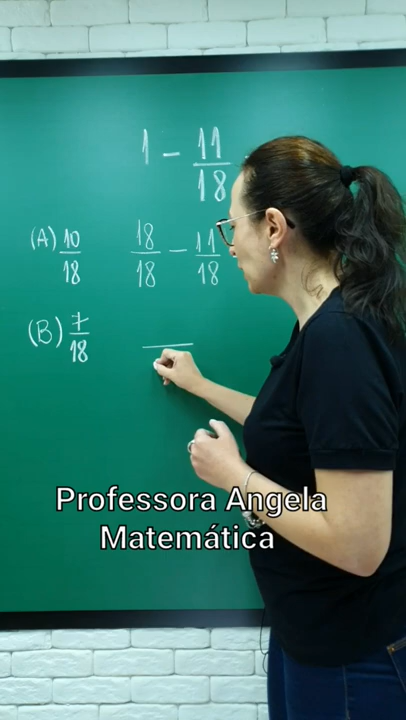 1 - 11/18
(A) 10/18
18/18 - 11/18
(B) 7/18
Professora Angela
Matemática